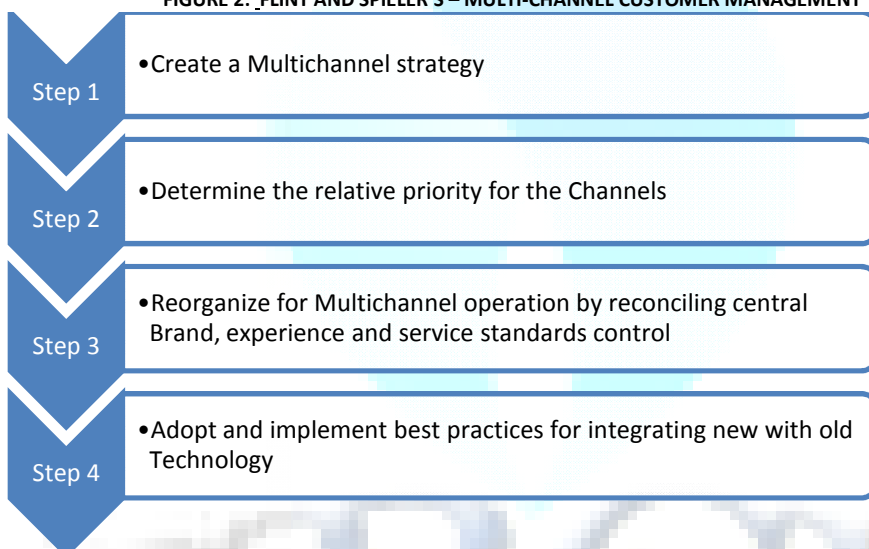 FIGURE 2: FLINT AND SPIELER'S – MULTI-CHANNEL CUSTOMER MANAGEMENT
Step 1
•Create a Multichannel strategy
Step 2
•Determine the relative priority for the Channels
Step 3
•Reorganize for Multichannel operation by reconciling central
Brand, experience and service standards control
Step 4
•Adopt and implement best practices for integrating new with old
Technology